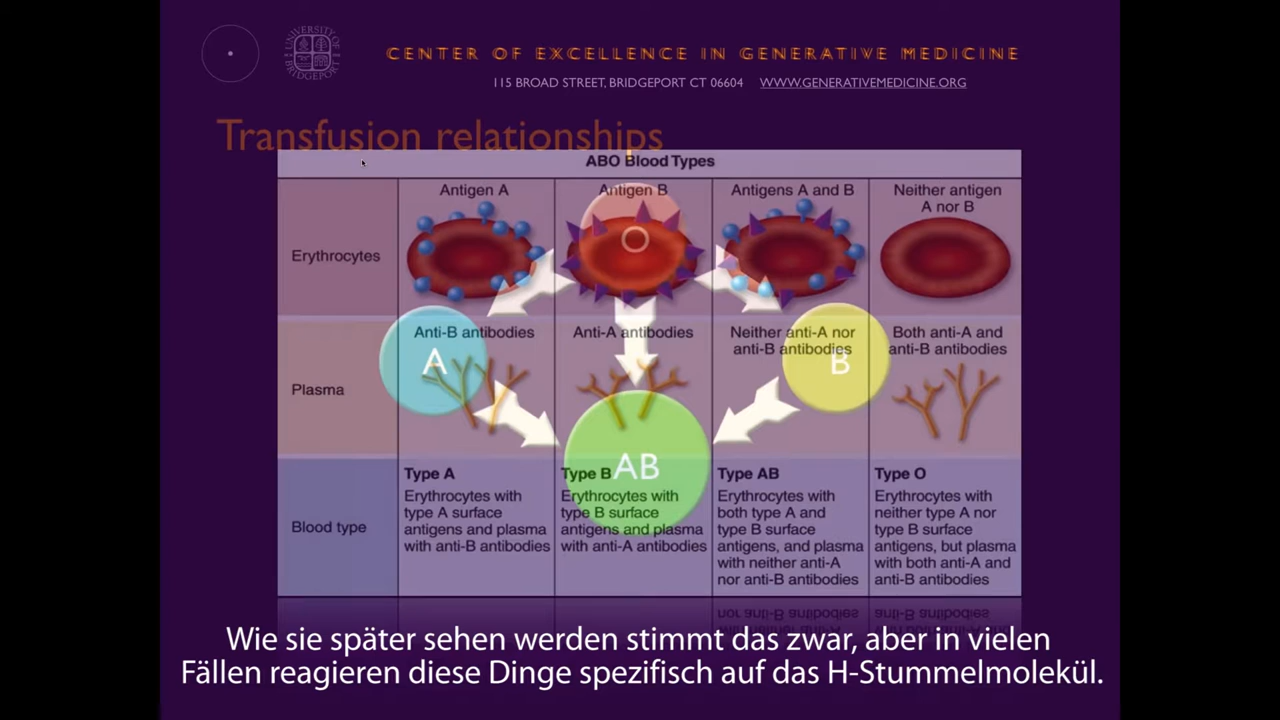 UNIVERSITY OF
BRIDGEPORT
CENTER OF EXCELLENCE IN GENERATIVE MEDICINE
115 BROAD STREET, BRIDGEPORT CT 06604 WWW.GENERATIVEMEDICINE.ORG
Transfusion relationships
ABO Blood Types
Antigen A
Antigen B
Antigens A and B
Neither antigen
A nor B
Erythrocytes
O
Plasma
Anti-B antibodies
Anti-A antibodies
Neither anti-A nor
anti-B antibodies
Both anti-A and
anti-B antibodies
A
B
AB
Blood type
Type A
Erythrocytes with
type A surface
antigens and plasma
with anti-B antibodies
Type B
Erythrocytes with
type B surface
antigens and plasma
with anti-A antibodies
Type AB
Erythrocytes with
both type A and
type B surface
antigens, and plasma
with neither anti-A
nor anti-B antibodies
Type O
Erythrocytes with
neither type A nor
type B surface
antigens, but plasma
with both anti-A and
anti-B antibodies
Wie sie später sehen werden stimmt das zwar, aber in vielen
Fällen reagieren diese Dinge spezifisch auf das H-Stummelmolekül.